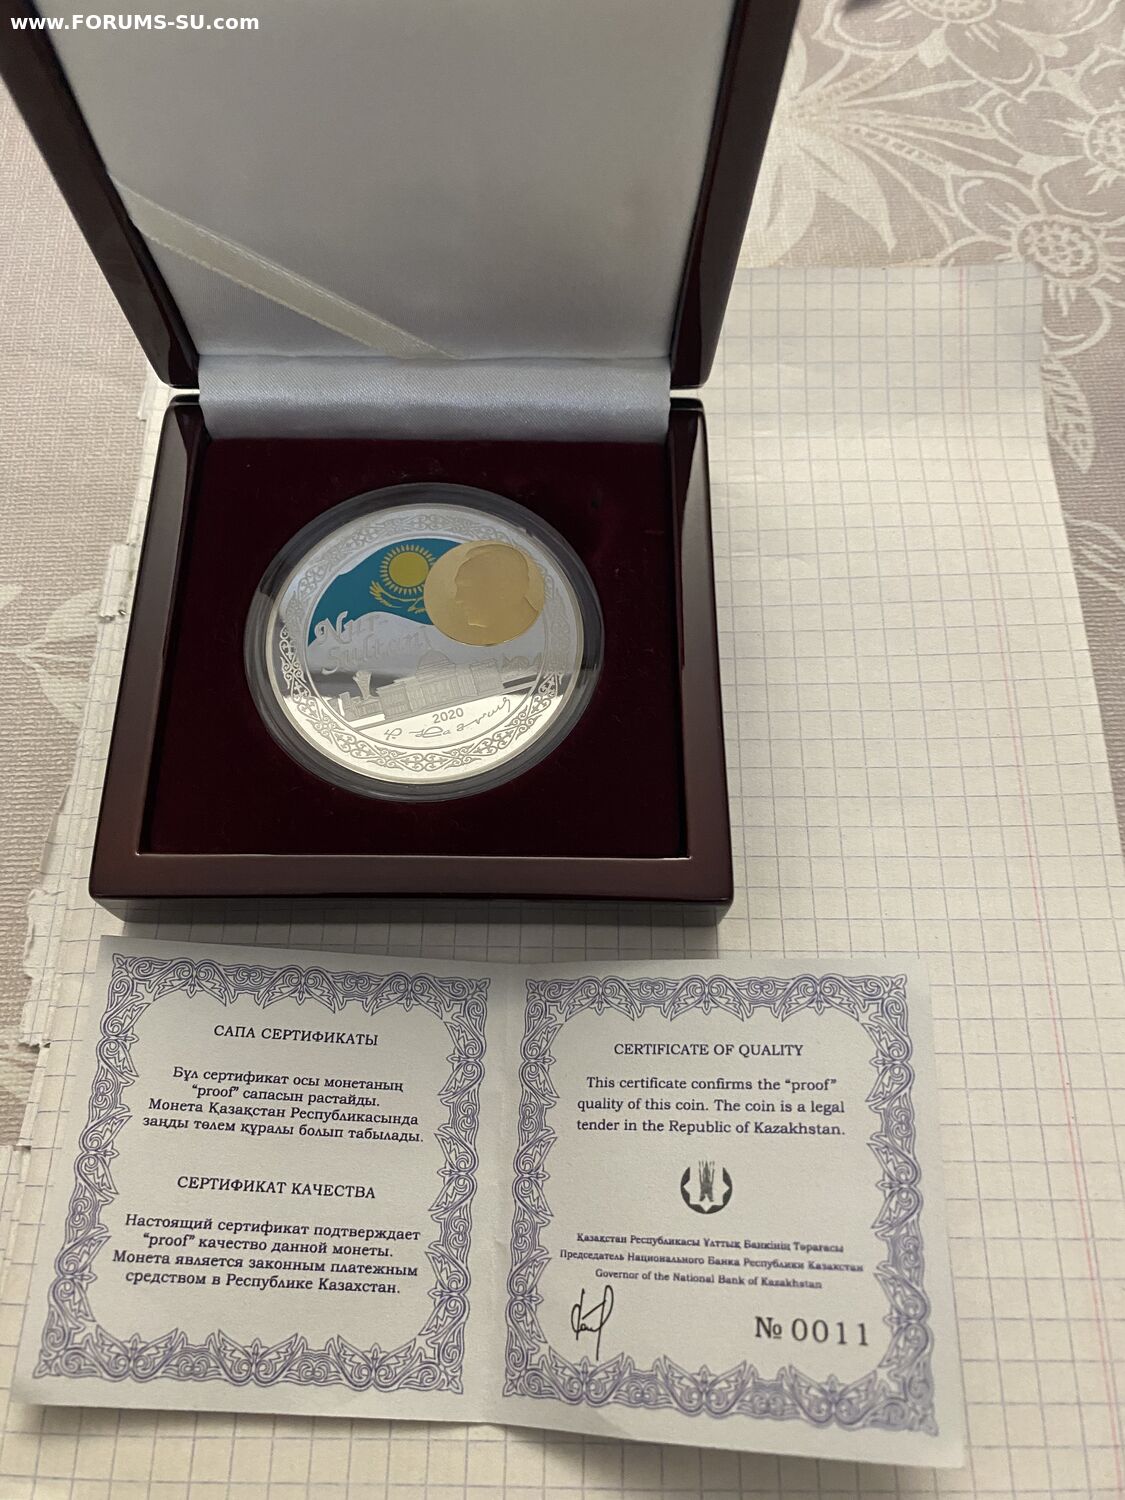 www.FORUMS-SU.com
Nur-
Sultan
2020
САПА СЕРТИФИКАТЫ
Бұл сертификат осы монетаның
“proof” сапасын растайды.
Монета Қазақстан Республикасында
заңды төлем құралы болып табылады.
СЕРТИФИКАТ КАЧЕСТВА
Настоящий сертификат подтверждает
“proof” качество данной монеты.
Монета является законным платежным
средством в Республике Казахстан.
CERTIFICATE OF QUALITY
This certificate confirms the “proof”
quality of this coin. The coin is a legal
tender in the Republic of Kazakhstan.
Қазақстан Республикасы Ұлттық Банкінің Төрағасы
Председатель Национального Банка Республики Казахстан
Governor of the National Bank of Kazakhstan
№ 0011